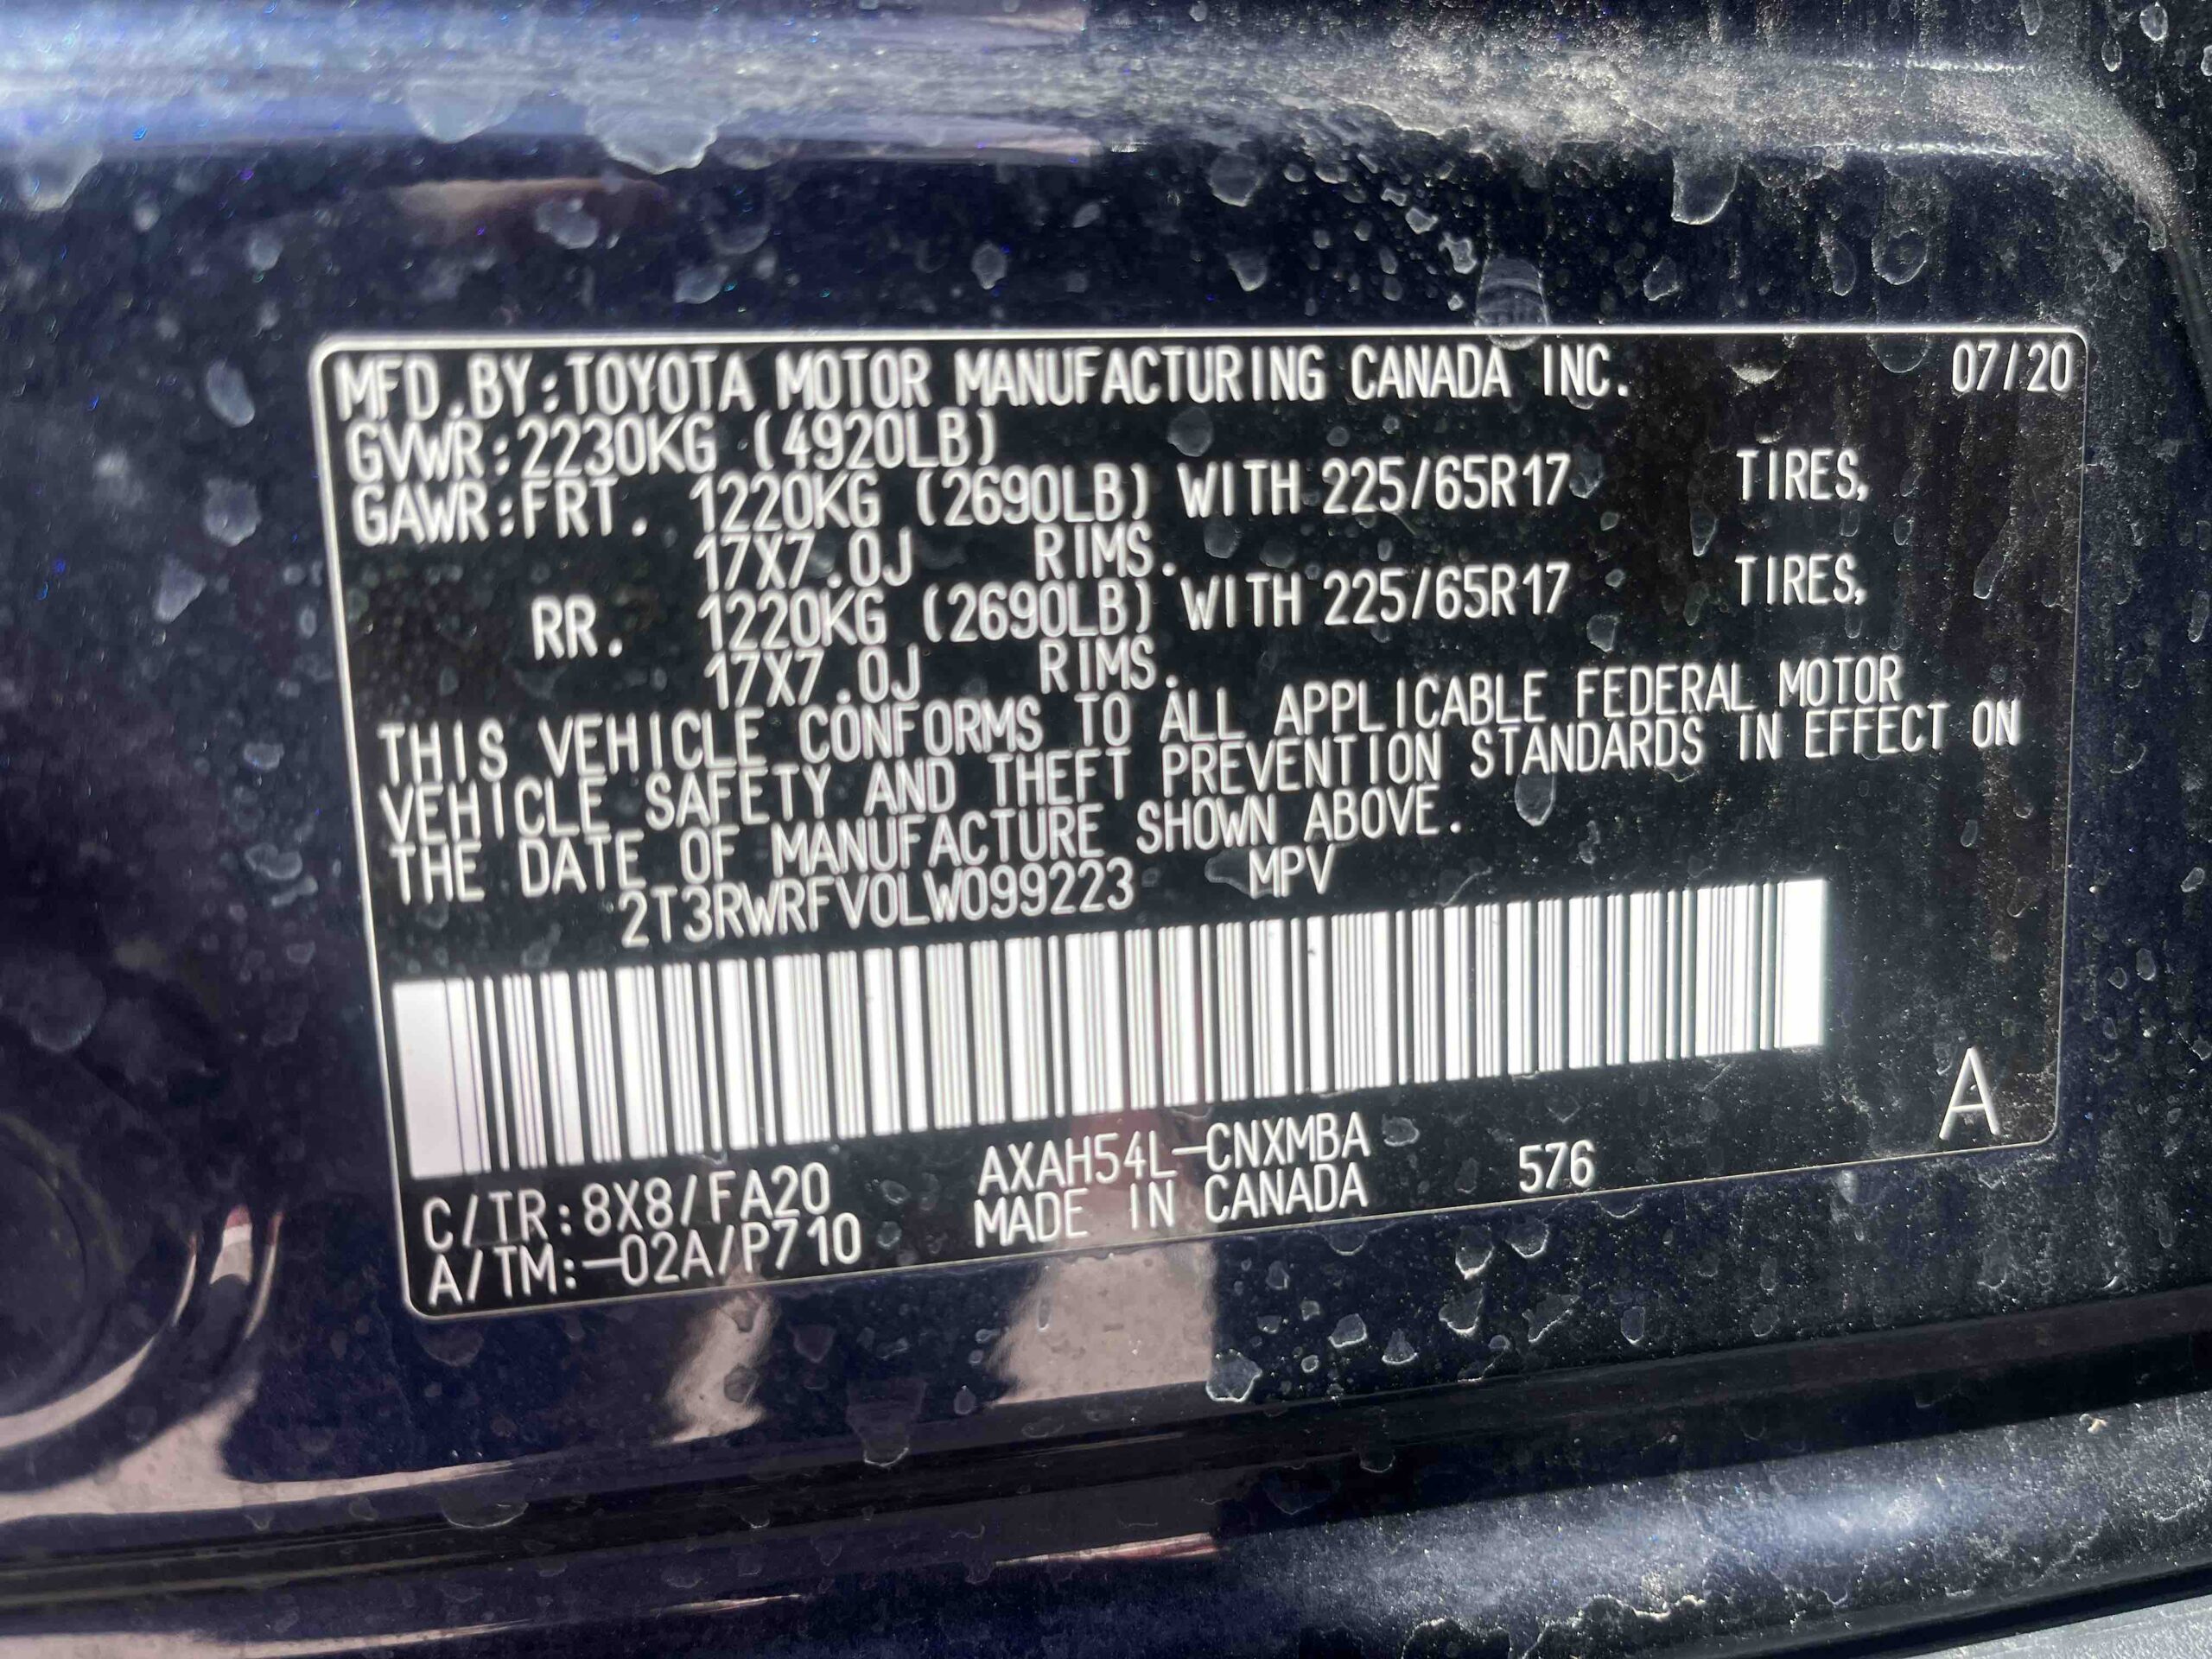 MFD.BY:TOYOTA MOTOR MANUFACTURING CANADA INC. 07/20
GVWR:2230KG (4920LB)
GAWR:FRT. 1220KG (2690LB) WITH 225/65R17 TIRES,
17X7.0J RIMS.
RR. 1220KG (2690LB) WITH 225/65R17 TIRES,
17X7.0J RIMS.
THIS VEHICLE CONFORMS TO ALL APPLICABLE FEDERAL MOTOR
VEHICLE SAFETY AND THEFT PREVENTION STANDARDS IN EFFECT ON
THE DATE OF MANUFACTURE SHOWN ABOVE.
2T3RWRFV0LW099223 MPV
C/TR:8X8/FA20 AXAH54L-CNXMBA 576 A
A/TM:-02A/P710 MADE IN CANADA